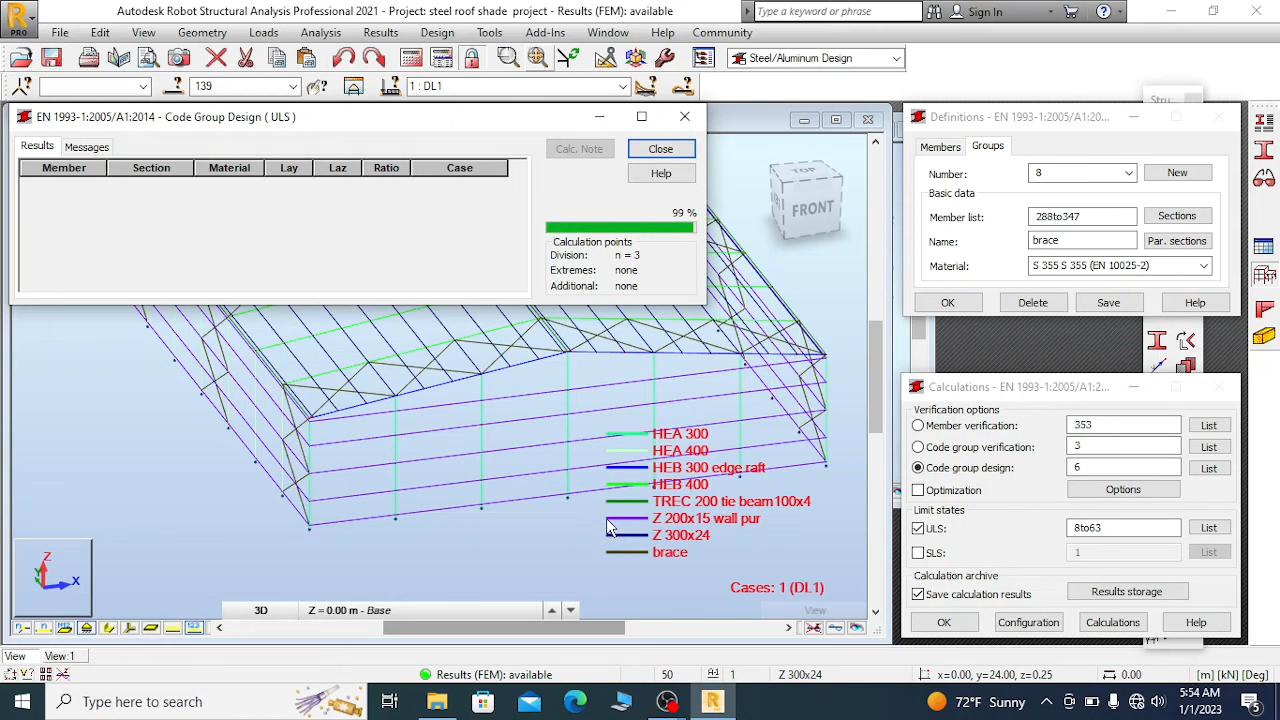 Autodesk Robot Structural Analysis Professional 2021 - Project: steel roof shade project - Results (FEM): available
Type a keyword or phrase
Sign In
PRO
File Edit View Geometry Loads Analysis Results Design Tools Add-Ins Window Help Community
Steel/Aluminum Design
139
1 : DL1
EN 1993-1:2005/A1:2014 - Code Group Design ( ULS )
Results Messages
Member Section Material Lay Laz Ratio Case
Calc. Note
Close
Help
99 %
Calculation points
Division: n = 3
Extremes: none
Additional: none
TOP
FRONT
HEA 300
HEA 400
HEB 300 edge raft
HEB 400
TREC 200 tie beam100x4
Z 200x15 wall pur
Z 300x24
brace
Cases: 1 (DL1)
Z
X
3D
Z = 0.00 m - Base
View
Stru...
Definitions - EN 1993-1:2005/A1:20...
Members Groups
Number: 8 New
Basic data
Member list: 288to347 Sections
Name: brace Par. sections
Material: S 355 S 355 (EN 10025-2)
OK Delete Save Help
Calculations - EN 1993-1:2005/A1:2...
Verification options
Member verification: 353 List
Code group verification: 3 List
Code group design: 6 List
Optimization Options
Limit states
ULS: 8to63 List
SLS: 1 List
Calculation archive
Save calculation results Results storage
OK Configuration Calculations Help
View View:1
Results (FEM): available 50 1 Z 300x24 x=0.00, y=24.00, z=0.25 0.00 [m] [kN] [Deg]
Type here to search
72°F Sunny
5:54 AM
1/1/2023